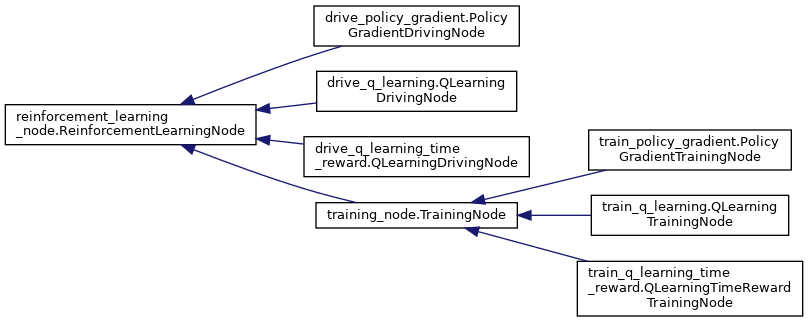 drive_policy_gradient.Policy
GradientDrivingNode
drive_q_learning.QLearning
DrivingNode
reinforcement_learning
_node.ReinforcementLearningNode
drive_q_learning_time
_reward.QLearningDrivingNode
train_policy_gradient.Policy
GradientTrainingNode
training_node.TrainingNode
train_q_learning.QLearning
TrainingNode
train_q_learning_time
_reward.QLearningTimeReward
TrainingNode